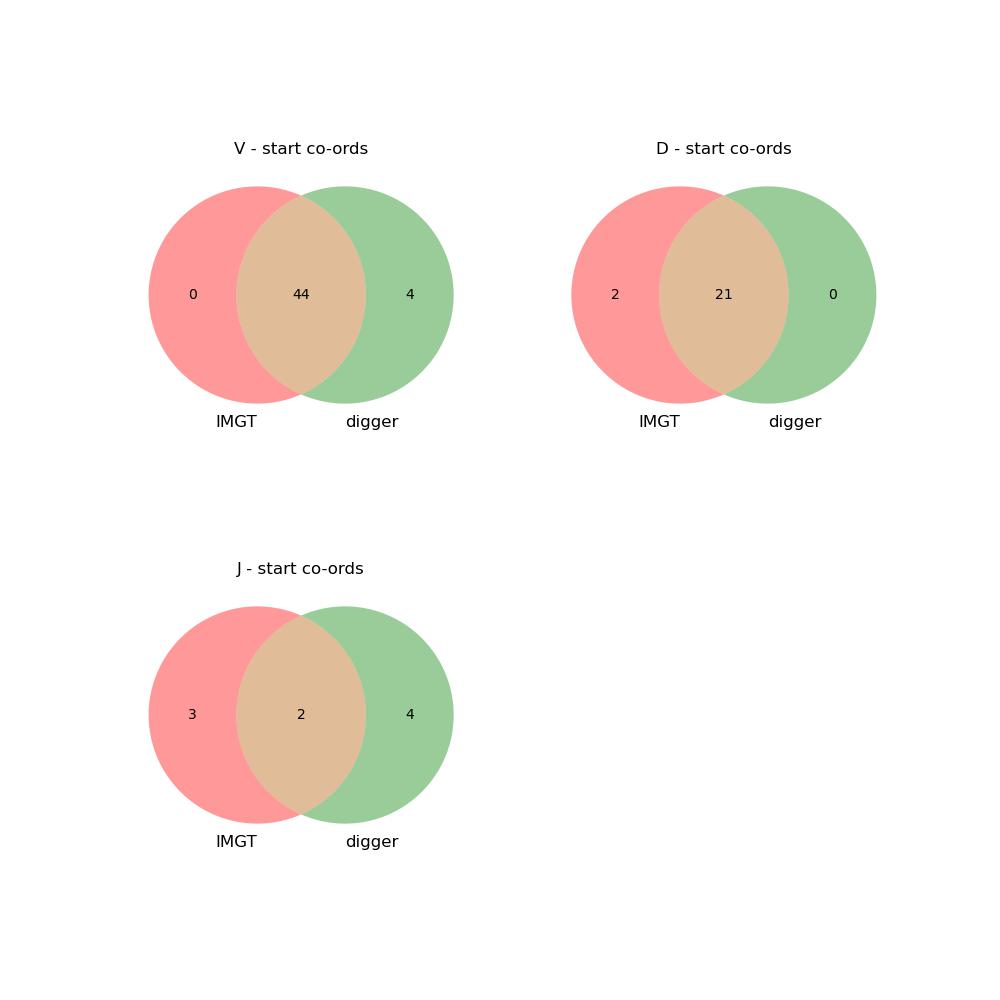 V - start co-ords
0
44
4
IMGT
digger
D - start co-ords
2
21
0
IMGT
digger
J - start co-ords
3
2
4
IMGT
digger